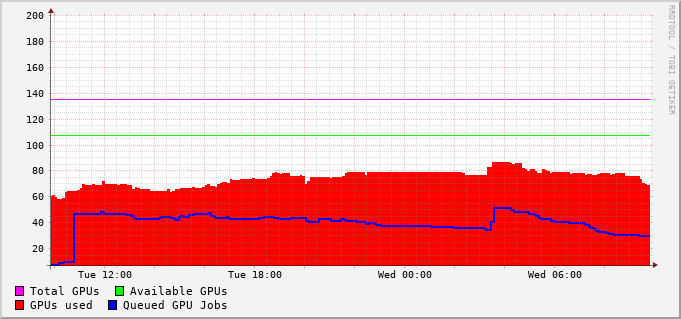 200
180
160
140
120
100
80
60
40
20
Tue 12:00 Tue 18:00 Wed 00:00 Wed 06:00
Total GPUs Available GPUs
GPUs used Queued GPU Jobs
RRDTOOL / TOBI OETIKER